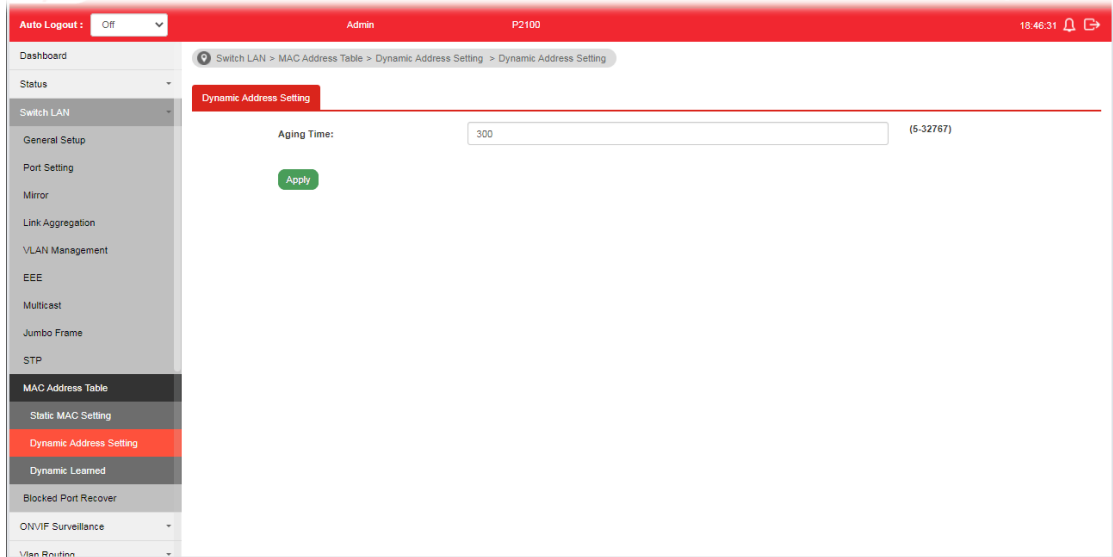 Auto Logout : Off Admin P2100 18:46:31
Dashboard
Status
Switch LAN
General Setup
Port Setting
Mirror
Link Aggregation
VLAN Management
EEE
Multicast
Jumbo Frame
STP
MAC Address Table
Static MAC Setting
Dynamic Address Setting
Dynamic Learned
Blocked Port Recover
ONVIF Surveillance
Vlan Routing
Switch LAN > MAC Address Table > Dynamic Address Setting > Dynamic Address Setting
Dynamic Address Setting
Aging Time: 300 (5-32767)
Apply